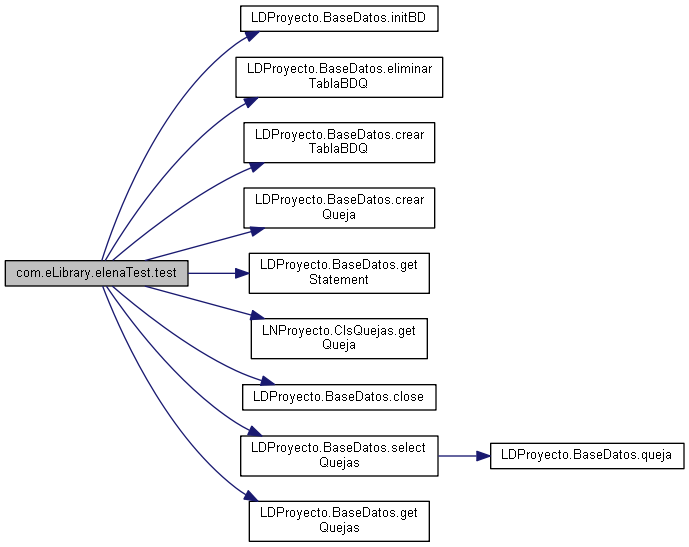 LDProyecto.BaseDatos.initBD
LDProyecto.BaseDatos.eliminar
TablaBDQ
LDProyecto.BaseDatos.crear
TablaBDQ
LDProyecto.BaseDatos.crear
Queja
com.eLibrary.elenaTest.test
LDProyecto.BaseDatos.get
Statement
LNProyecto.ClsQuejas.get
Queja
LDProyecto.BaseDatos.close
LDProyecto.BaseDatos.select
Quejas
LDProyecto.BaseDatos.queja
LDProyecto.BaseDatos.get
Quejas